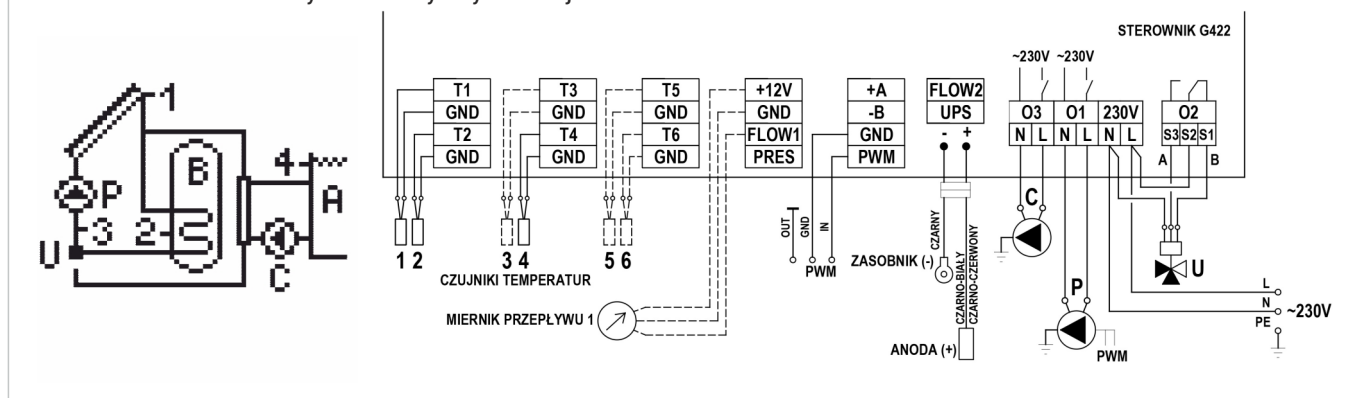 STEROWNIK G422
~230V ~230V
T1 T3 T5 +12V +A FLOW2
GND GND GND GND -B UPS
T2 T4 T6 FLOW1 GND
GND GND GND PRES PWM
- +
O3 O1 230V O2
N L N L N L S3 S2 S1
A B
1
B
4
A
P
3 2
U
C
1 2 3 4 5 6
CZUJNIKI TEMPERATUR
MIERNIK PRZEPŁYWU 1
OUT
GND
IN
PWM
CZARNY
ZASOBNIK (-)
CZARNO-BIAŁY
CZARNO-CZERWONY
ANODA (+)
C
P
PWM
U
L
N
PE
~230V